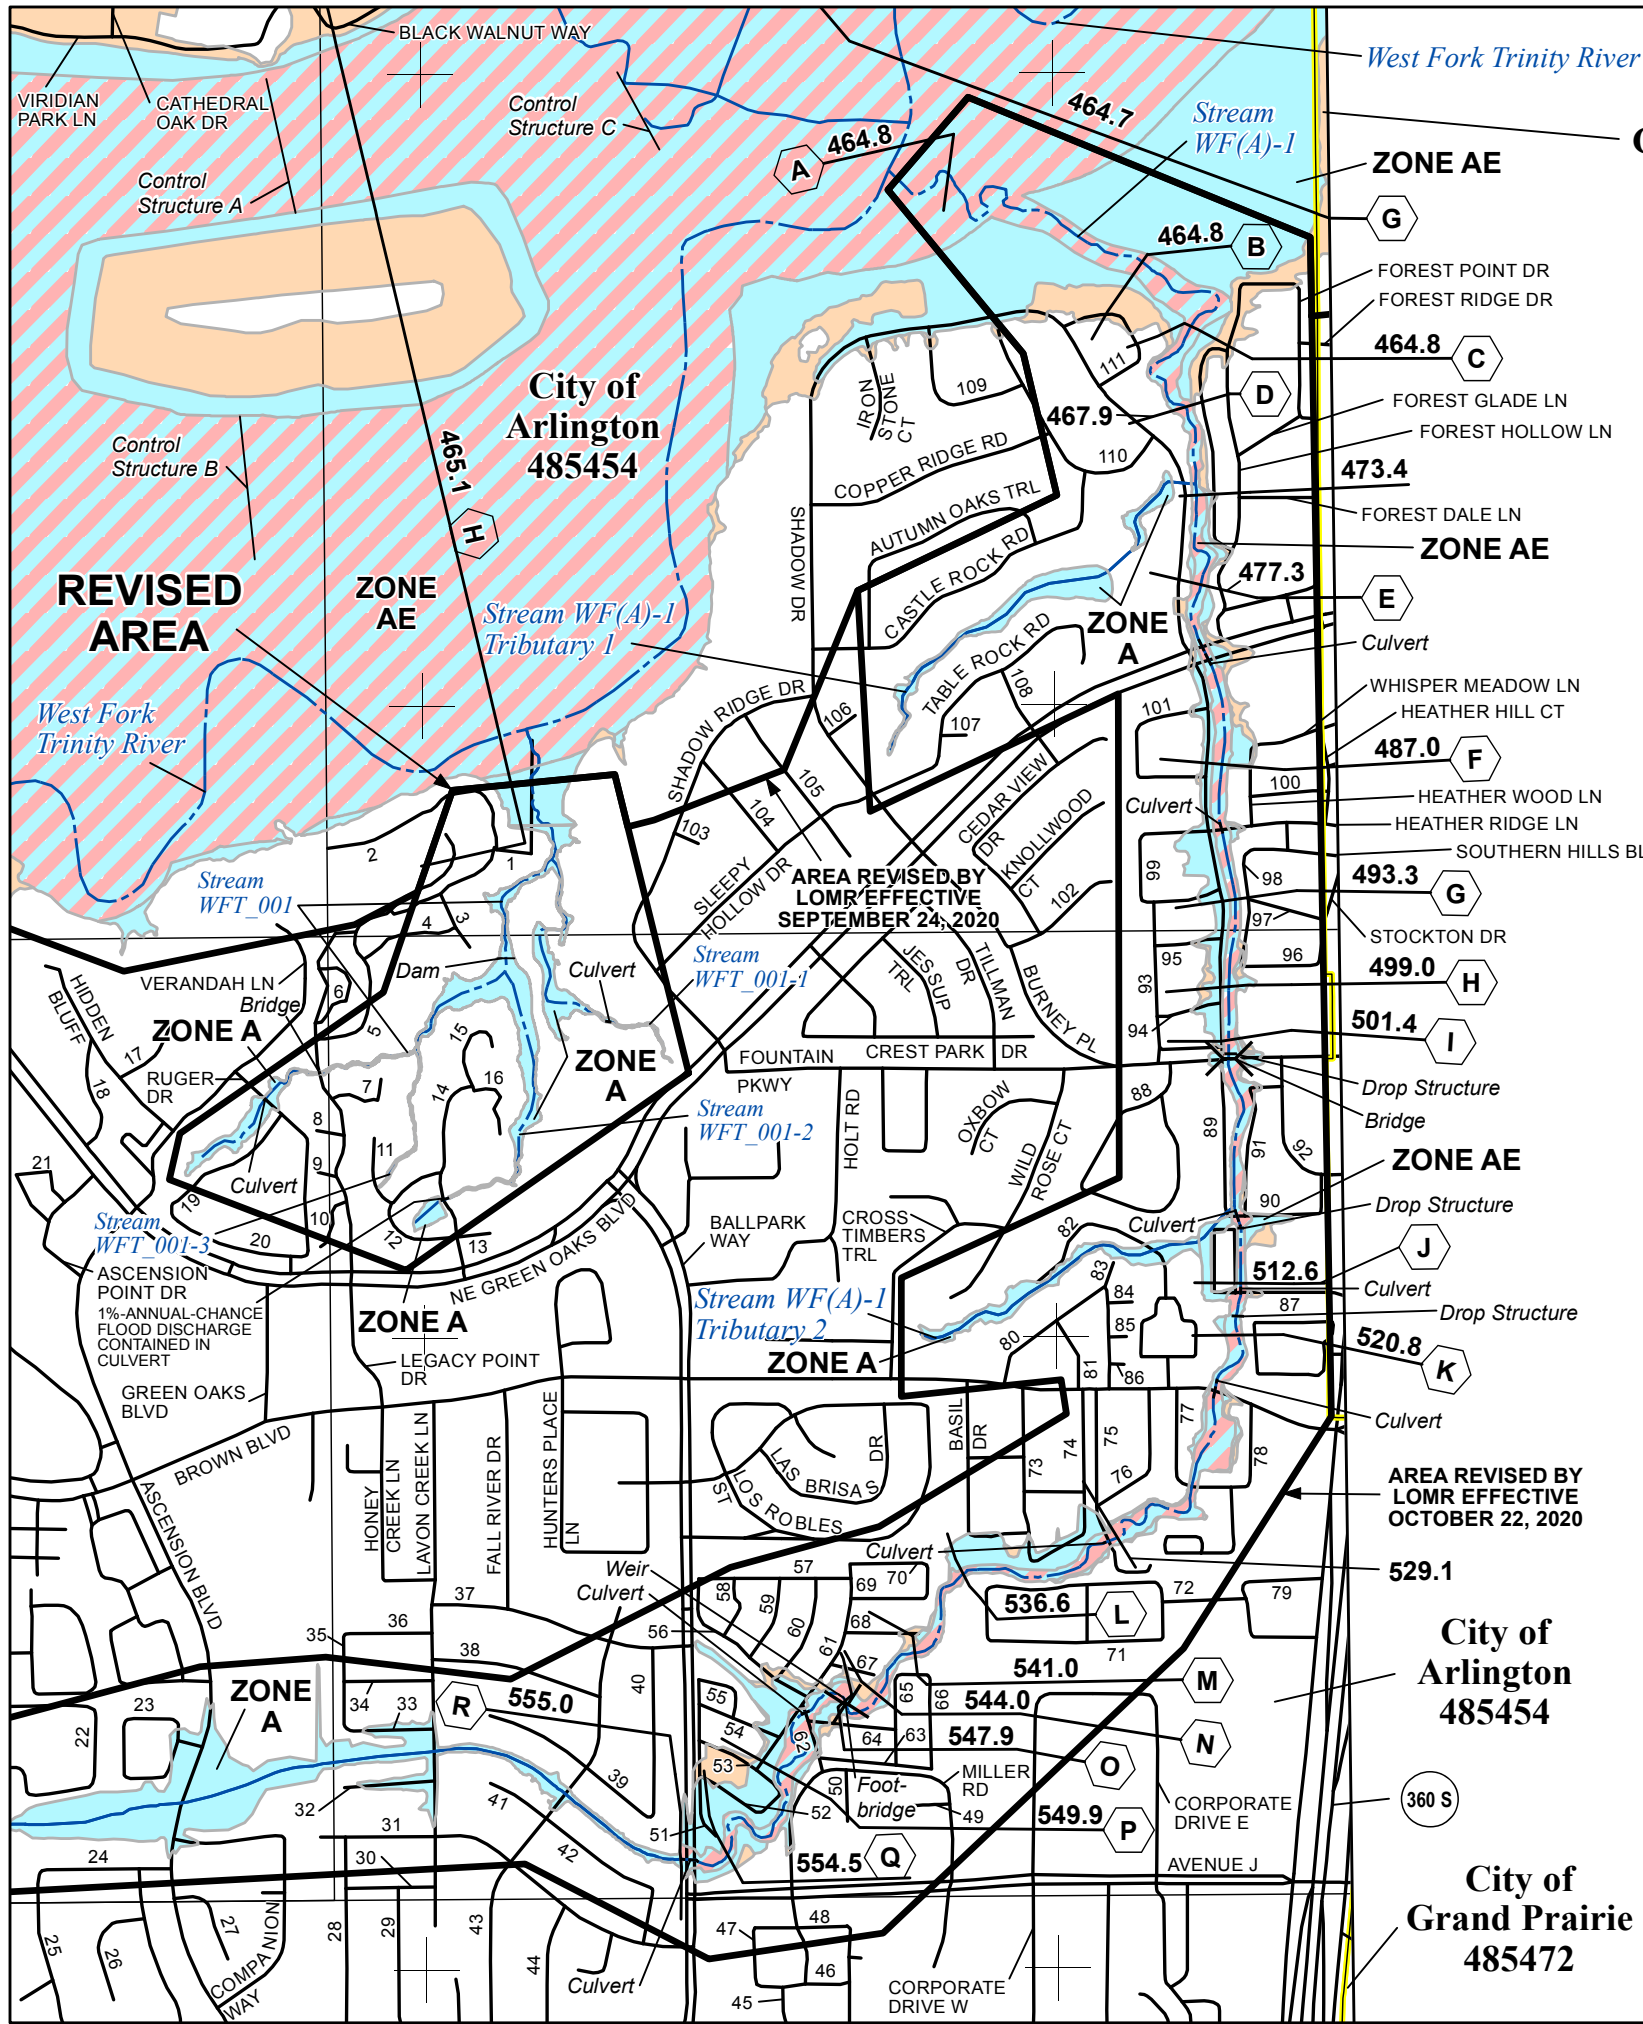 BLACK WALNUT WAY
West Fork Trinity River
VIRIDIAN
PARK LN
CATHEDRAL
OAK DR
Control
Structure C
464.7
Stream
WF(A)-1
464.8
A
ZONE AE
Control
Structure A
G
464.8
B
FOREST POINT DR
FOREST RIDGE DR
464.8
C
111
109
IRON
STONE
CT
City of
Arlington
485454
D
467.9
FOREST GLADE LN
FOREST HOLLOW LN
Control
Structure B
465.1
H
COPPER RIDGE RD
110
473.4
AUTUMN OAKS TRL
SHADOW DR
FOREST DALE LN
ZONE AE
CASTLE ROCK RD
477.3
E
REVISED
AREA
ZONE
AE
Stream WF(A)-1
Tributary 1
ZONE
A
Culvert
TABLE ROCK RD
108
107
106
SHADOW RIDGE DR
WHISPER MEADOW LN
HEATHER HILL CT
101
West Fork
Trinity River
487.0
F
105
100
CEDAR VIEW
DR
KNOLLWOOD
CT
Culvert
HEATHER WOOD LN
HEATHER RIDGE LN
104
103
SOUTHERN HILLS BL
2
1
99
SLEEPY
HOLLOW DR
AREA REVISED BY
LOMR EFFECTIVE
SEPTEMBER 24, 2020
102
98
493.3
G
Stream
WFT_001
3
4
97
STOCKTON DR
JESSUP
TRL
TILLMAN
DR
95
96
Dam
Culvert
Stream
WFT_001-1
VERANDAH LN
Bridge
6
HIDDEN
BLUFF
BURNEY PL
93
499.0
H
5
15
94
501.4
I
ZONE A
ZONE
A
FOUNTAIN
PKWY
CREST PARK
DR
17
18
RUGER
DR
7
14
16
88
Drop Structure
Bridge
8
Stream
WFT_001-2
HOLT RD
OXBOW
CT
WILD
ROSE CT
89
91
92
21
9
11
Culvert
ZONE AE
19
10
20
12
13
Stream
WFT_001-3
90
Drop Structure
Culvert
82
BALLPARK
WAY
CROSS
TIMBERS
TRL
J
NE GREEN OAKS BLVD
ASCENSION
POINT DR
83
84
512.6
Culvert
87
Drop Structure
1%-ANNUAL-CHANCE
FLOOD DISCHARGE
CONTAINED IN
CULVERT
ZONE A
Stream WF(A)-1
Tributary 2
80
85
520.8
K
ZONE A
81
86
LEGACY POINT
DR
GREEN OAKS
BLVD
BROWN BLVD
ASCENSION BLVD
HONEY
CREEK LN
LAVON CREEK LN
FALL RIVER DR
HUNTERS PLACE
LN
BASIL
DR
77
75
74
73
76
78
Culvert
LAS BRISAS
DR
LOS ROBLES
ST
AREA REVISED BY
LOMR EFFECTIVE
OCTOBER 22, 2020
Weir
Culvert
Culvert
529.1
57
69
70
37
58
59
60
536.6
L
72
79
36
35
56
61
68
71
City of
Arlington
485454
38
40
67
541.0
M
ZONE
A
34
33
R
555.0
55
65
66
544.0
N
23
22
54
62
64
63
547.9
O
53
MILLER
RD
39
50
Foot-
bridge
CORPORATE
DRIVE E
360 S
32
41
52
49
549.9
P
31
51
42
24
30
554.5
Q
AVENUE J
City of
Grand Prairie
485472
COMPANION
WAY
25
26
27
28
29
43
44
47
48
46
45
Culvert
CORPORATE
DRIVE W